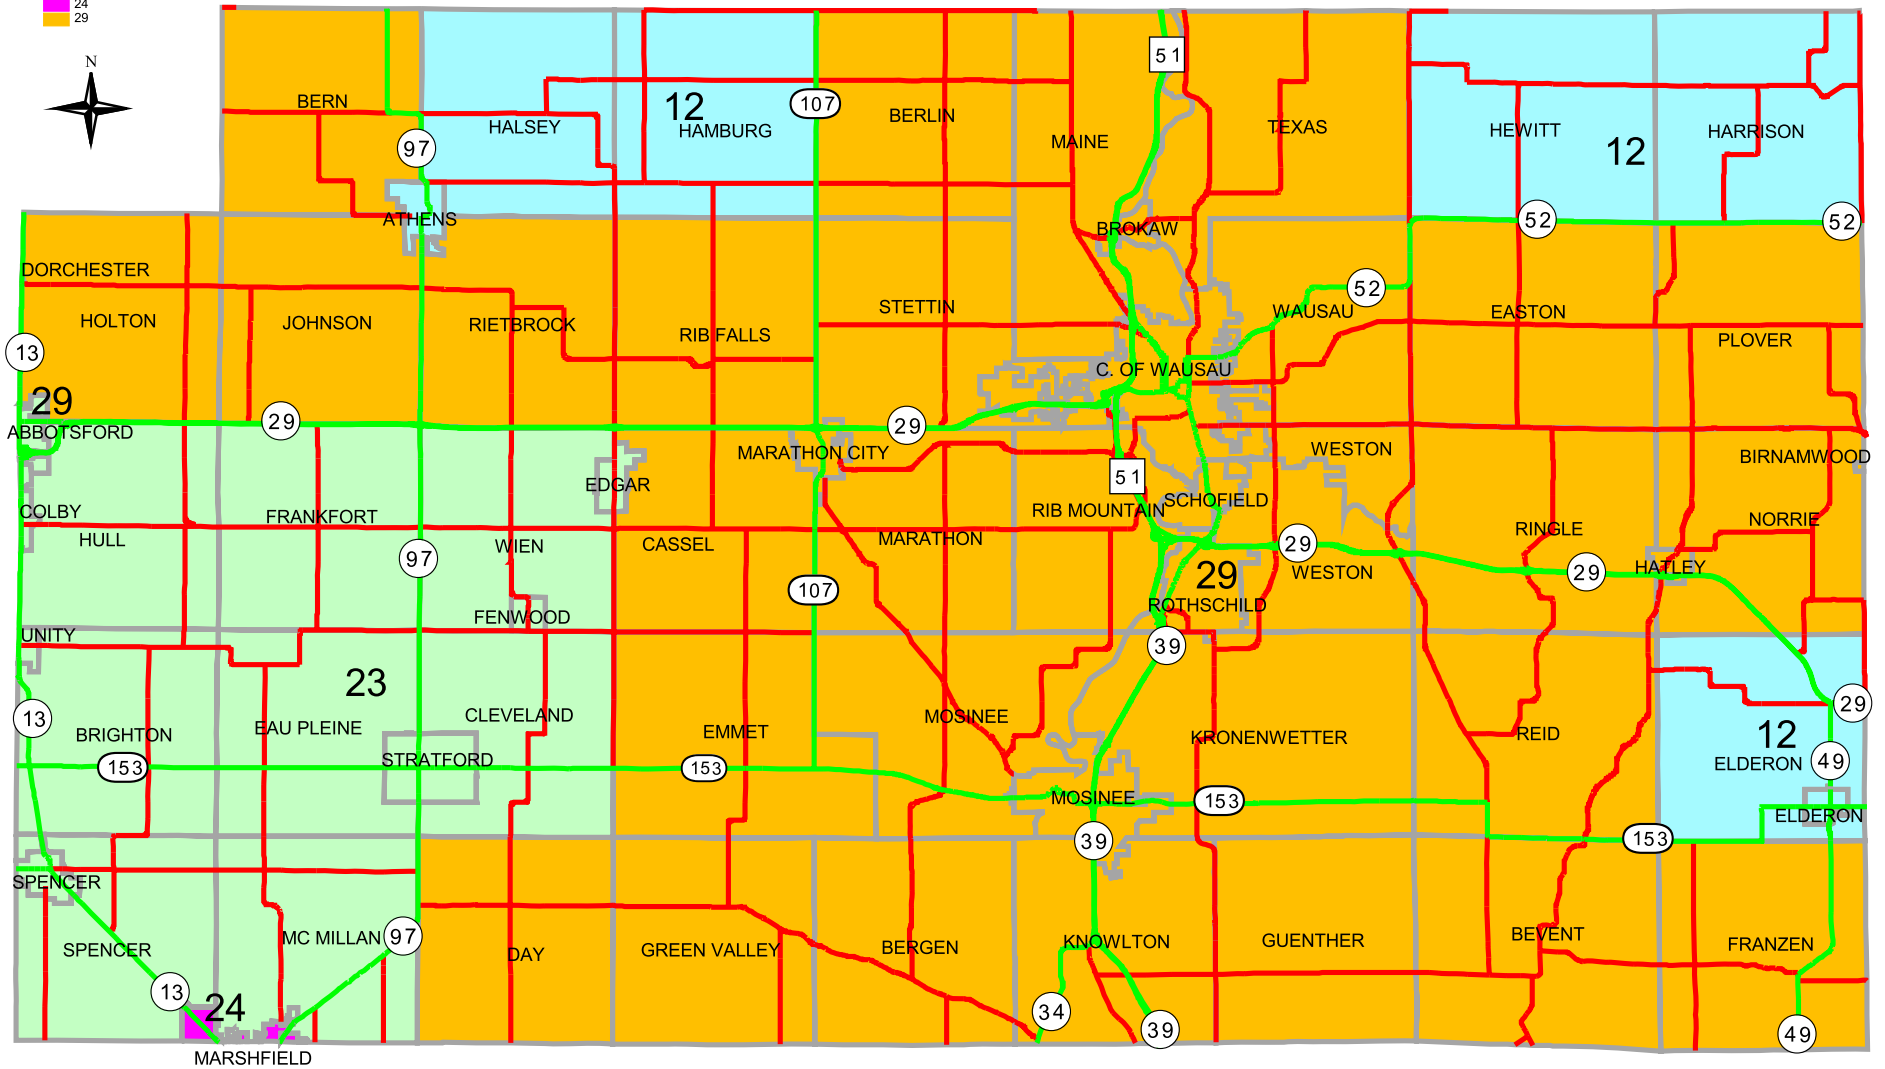 24
29
N
51
BERN
12
107
HALSEY
HAMBURG
BERLIN
MAINE
TEXAS
HEWITT
HARRISON
12
97
ATHENS
BROKAW
52
52
DORCHESTER
HOLTON
JOHNSON
RIETBROCK
RIB FALLS
STETTIN
52
WAUSAU
EASTON
PLOVER
13
C. OF WAUSAU
29
29
29
ABBOTSFORD
MARATHON CITY
WESTON
BIRNAMWOOD
EDGAR
51
SCHOFIELD
COLBY
HULL
FRANKFORT
WIEN
CASSEL
MARATHON
RIB MOUNTAIN
RINGLE
NORRIE
97
29
WESTON
29
HATLEY
107
29
ROTHSCHILD
FENWOOD
UNITY
39
23
13
BRIGHTON
EAU PLEINE
CLEVELAND
EMMET
MOSINEE
KRONENWETTER
REID
29
12
ELDERON
49
153
STRATFORD
153
MOSINEE
153
ELDERON
39
153
SPENCER
SPENCER
MC MILLAN
97
DAY
GREEN VALLEY
BERGEN
KNOWLTON
GUENTHER
BEVENT
FRANZEN
13
24
34
39
49
MARSHFIELD